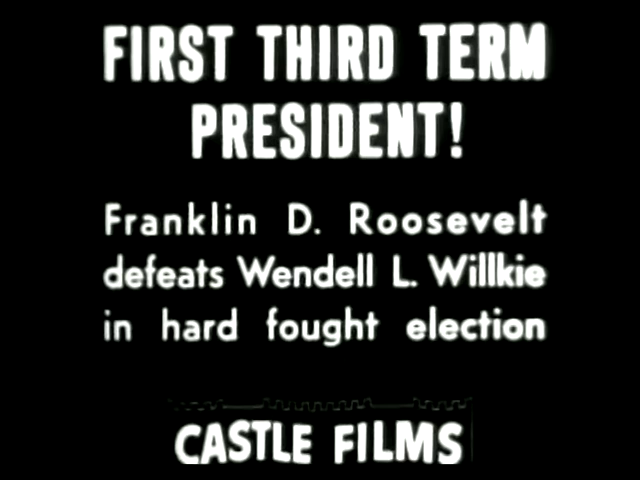 FIRST THIRD TERM
PRESIDENT!
Franklin D. Roosevelt
defeats Wendell L. Willkie
in hard fought election
CASTLE FILMS